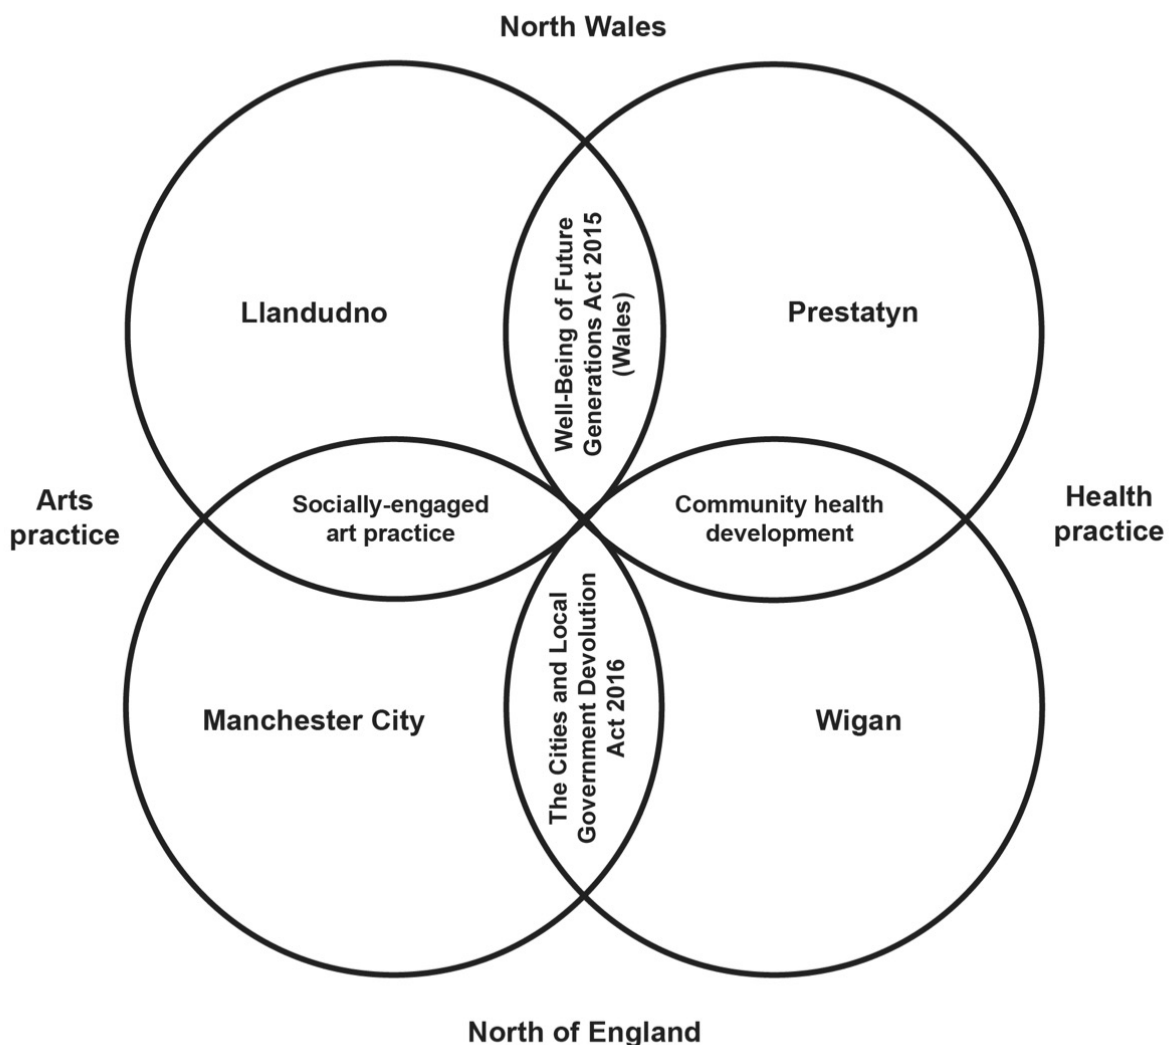 North Wales
Well-Being of Future
Generations Act 2015
(Wales)
Llandudno
Prestatyn
Arts
practice
Socially-engaged
art practice
Community health
development
Health
practice
The Cities and Local
Government Devolution
Act 2016
Manchester City
Wigan
North of England